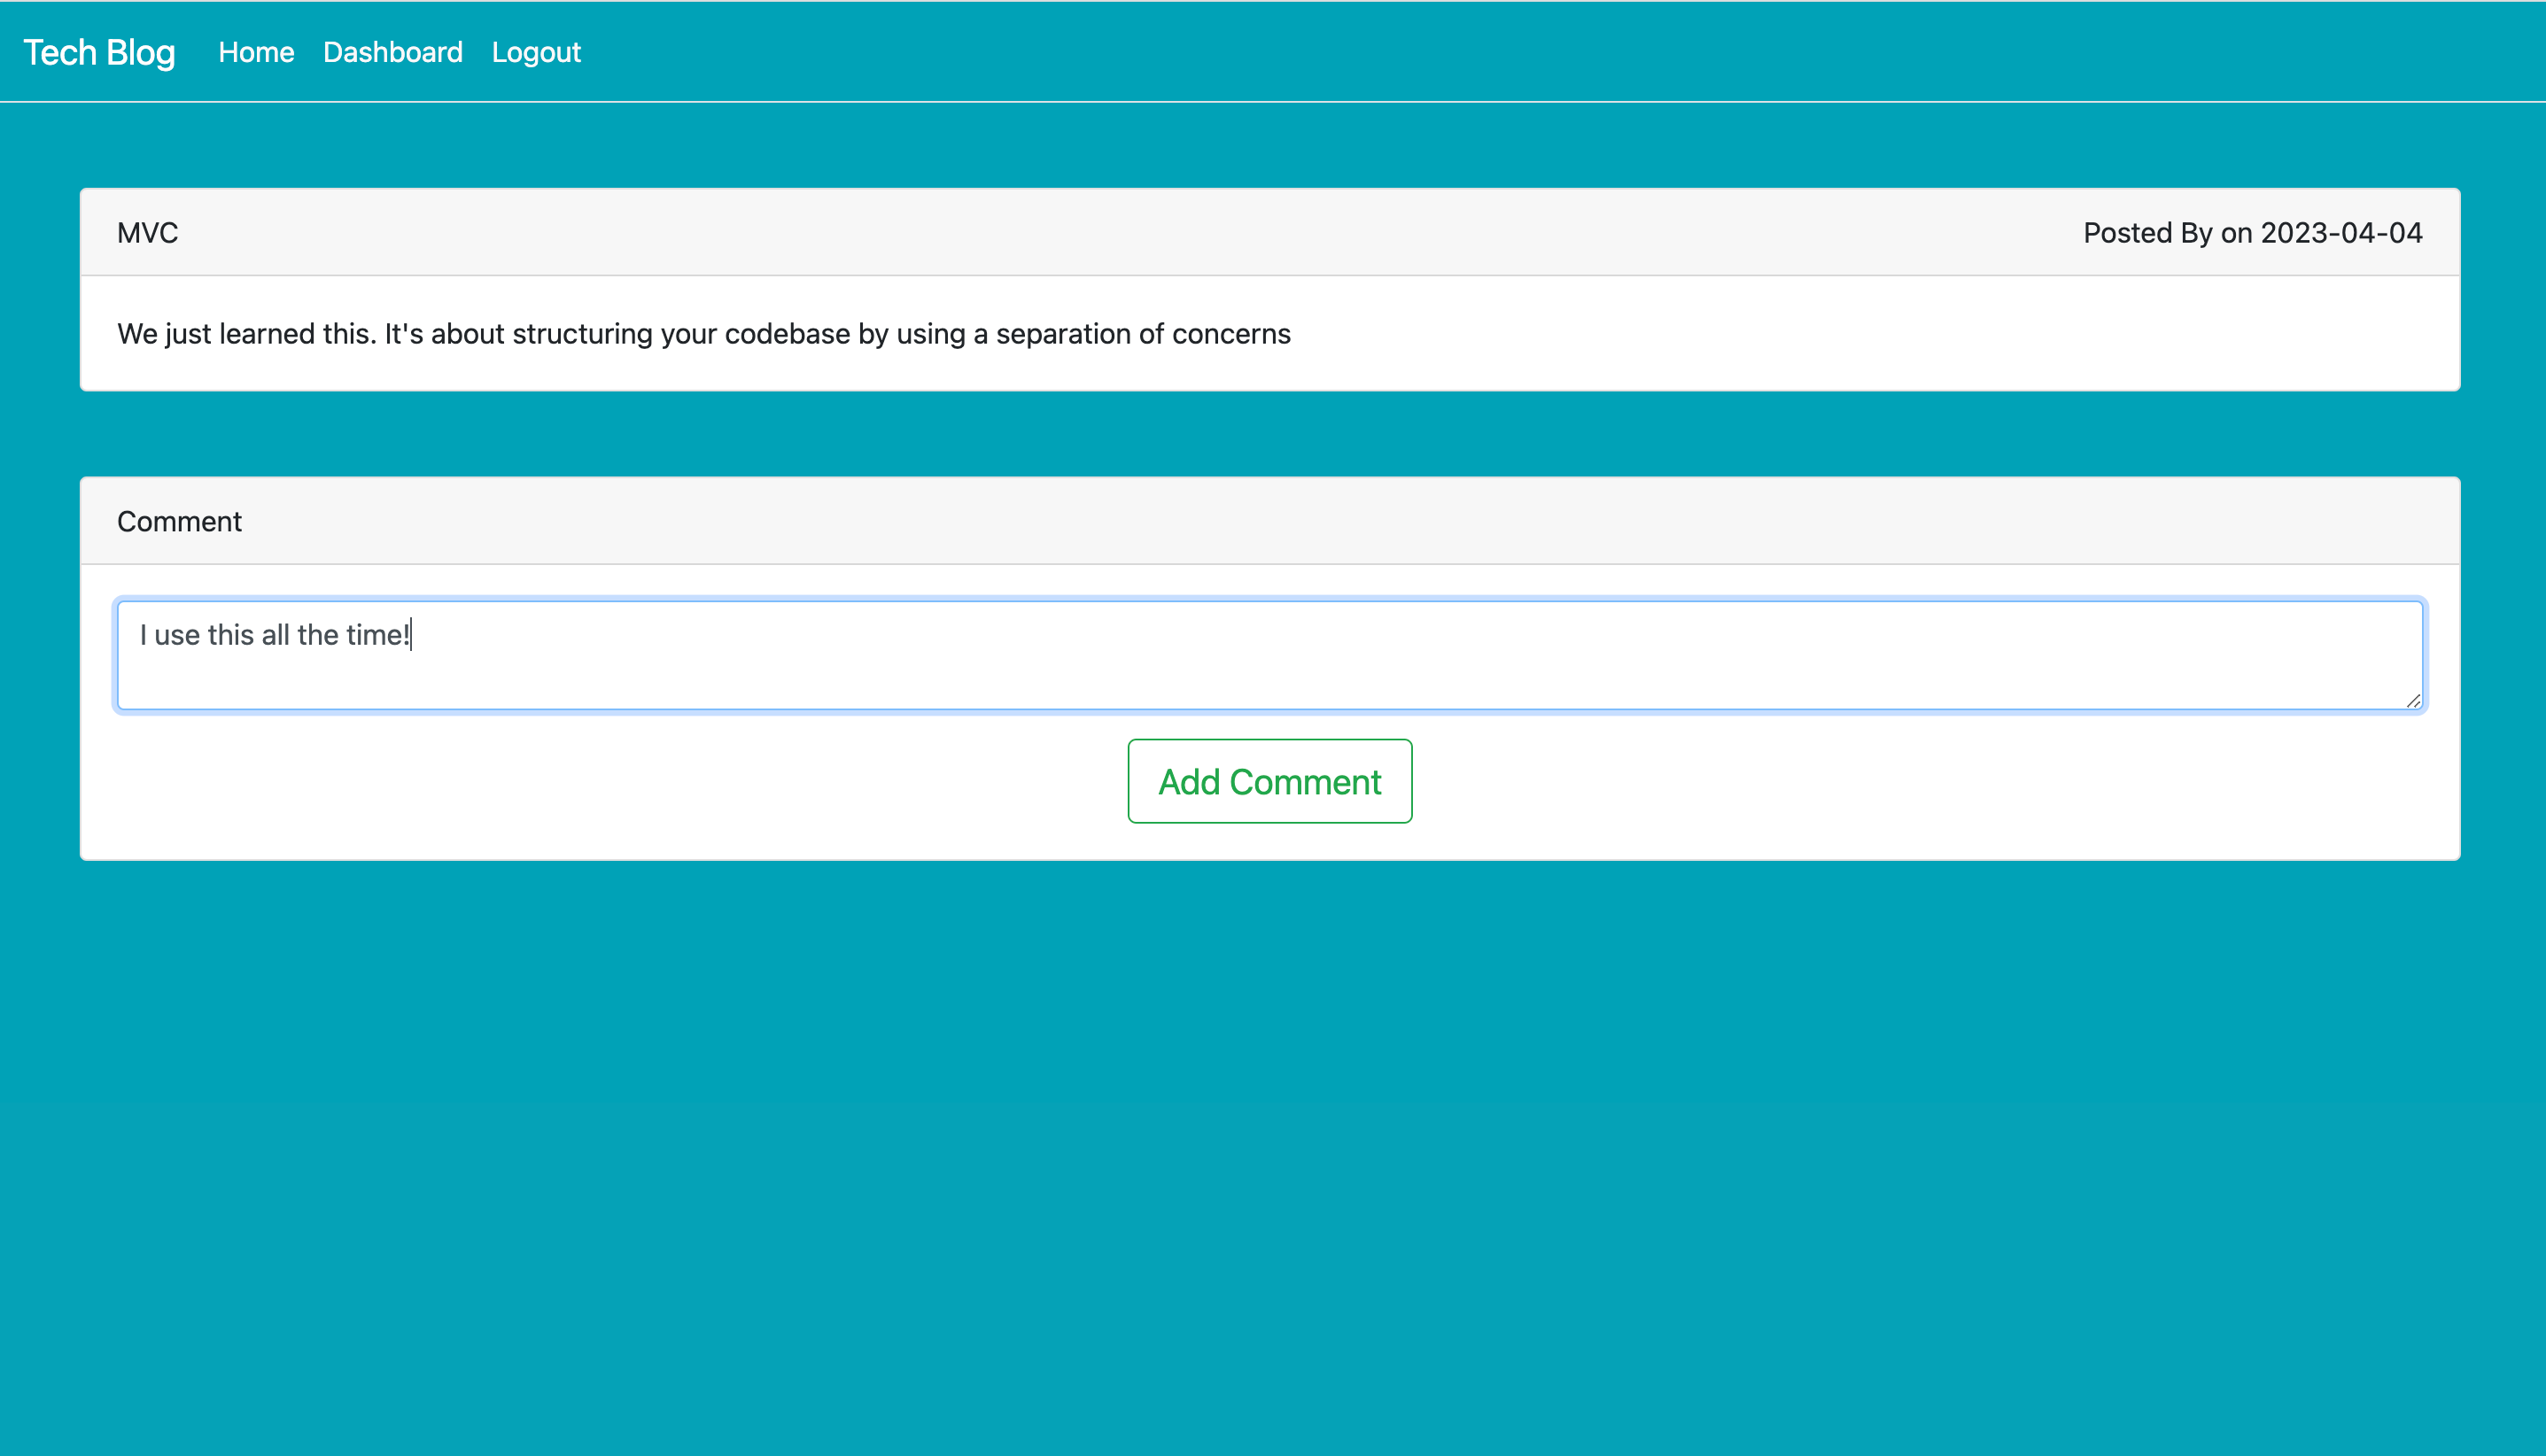 Tech Blog Home Dashboard Logout
MVC Posted By on 2023-04-04
We just learned this. It's about structuring your codebase by using a separation of concerns
Comment
I use this all the time!
Add Comment